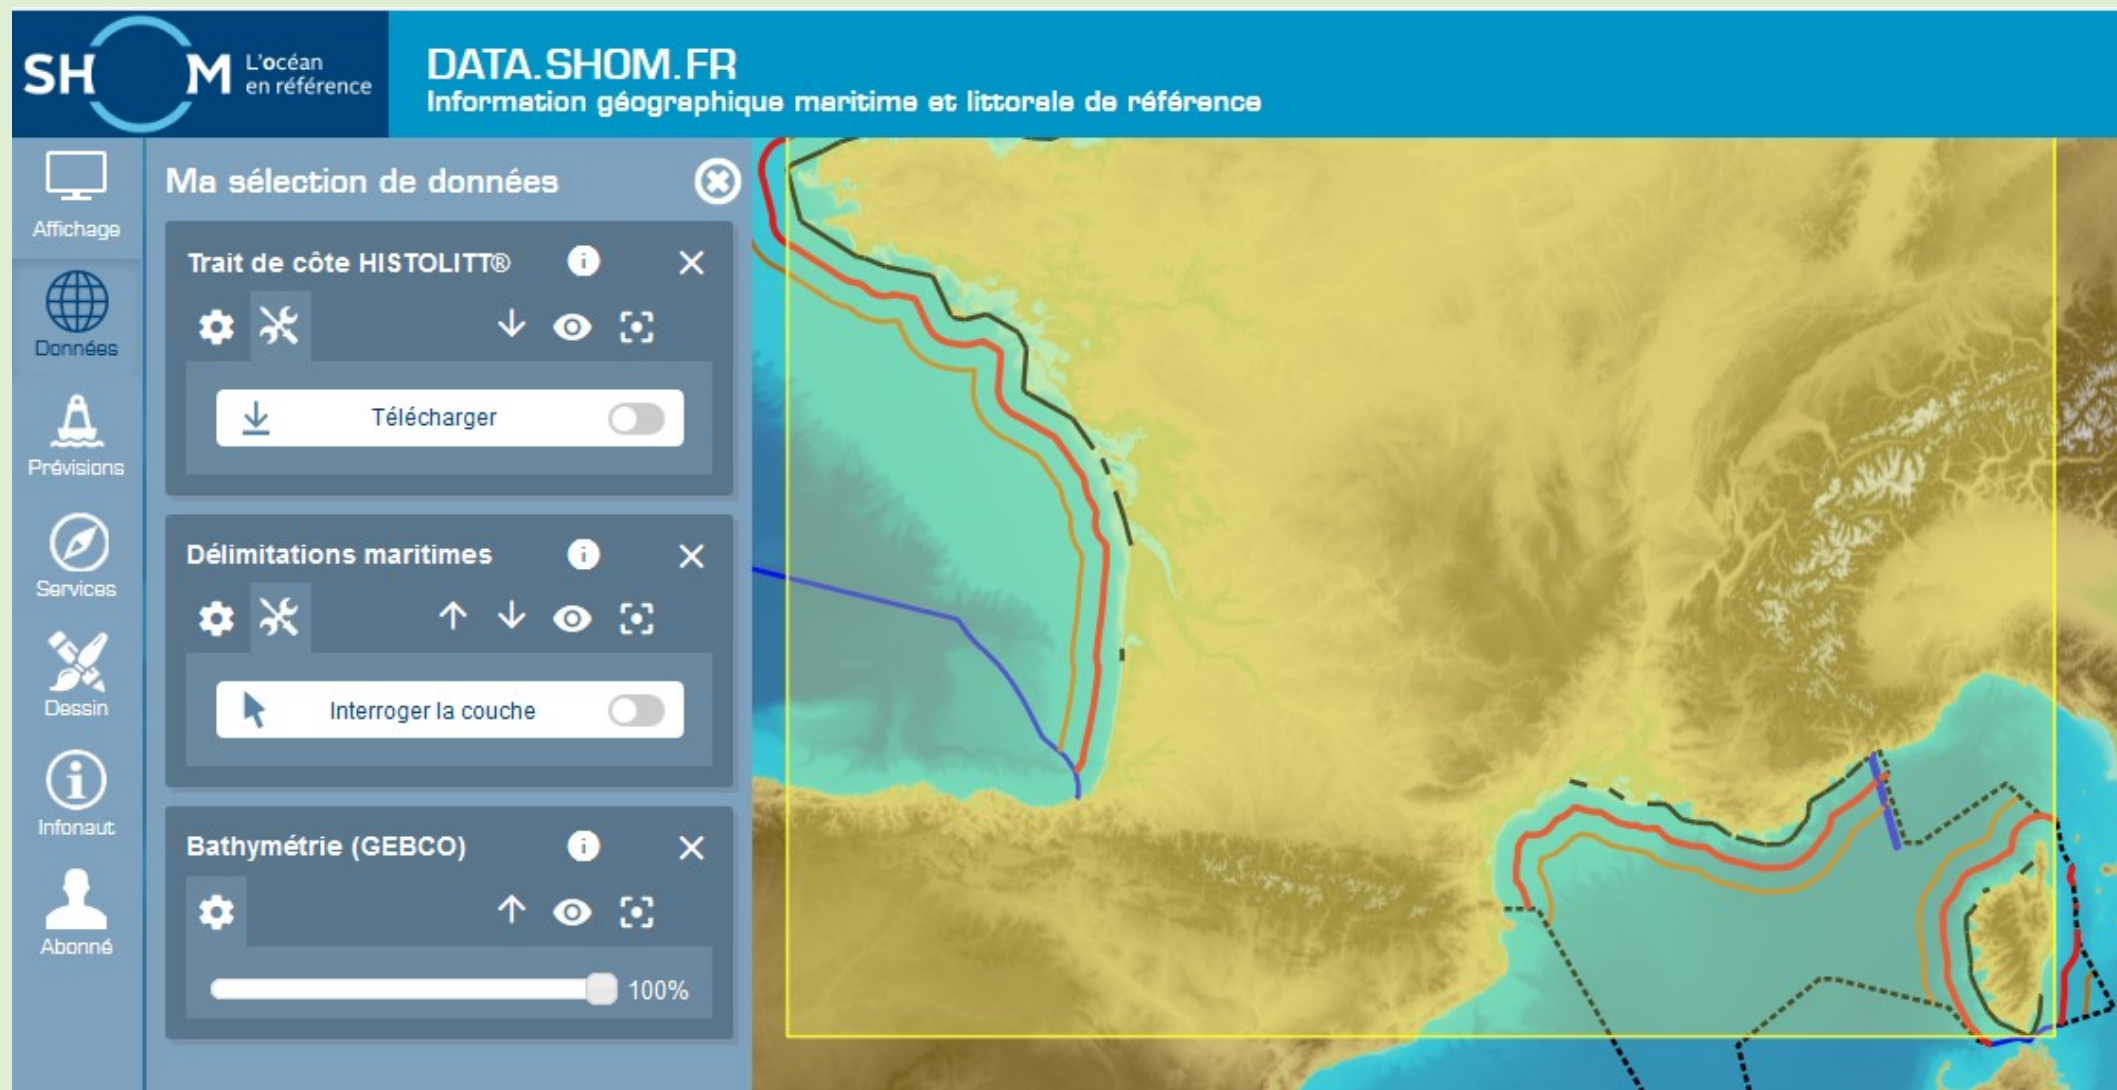 SHOM
L'océan
en référence
DATA.SHOM.FR
Information géographique maritime et littorale de référence
Affichage
Données
Prévisions
Services
Dessin
Infonaut
Abonné
Ma sélection de données
Trait de côte HISTOLITT®
Télécharger
Délimitations maritimes
Interroger la couche
Bathymétrie (GEBCO)
100%